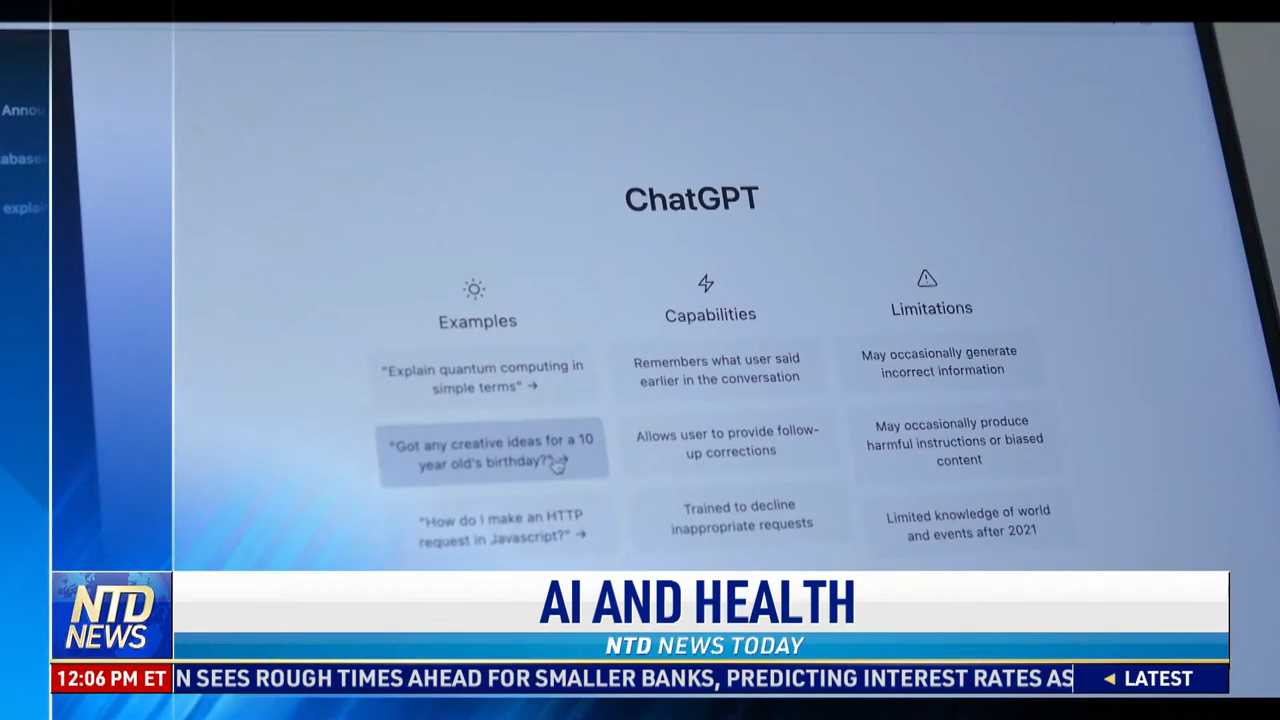 Annou
abase
explai
ChatGPT
Examples
Capabilities
Limitations
"Explain quantum computing in
simple terms" →
Remembers what user said
earlier in the conversation
May occasionally generate
incorrect information
"Got any creative ideas for a 10
year old's birthday?" →
Allows user to provide follow-
up corrections
May occasionally produce
harmful instructions or biased
content
"How do I make an HTTP
request in Javascript?" →
Trained to decline
inappropriate requests
Limited knowledge of world
and events after 2021
NTD
NEWS
AI AND HEALTH
NTD NEWS TODAY
12:06 PM ET
N SEES ROUGH TIMES AHEAD FOR SMALLER BANKS, PREDICTING INTEREST RATES AS
LATEST